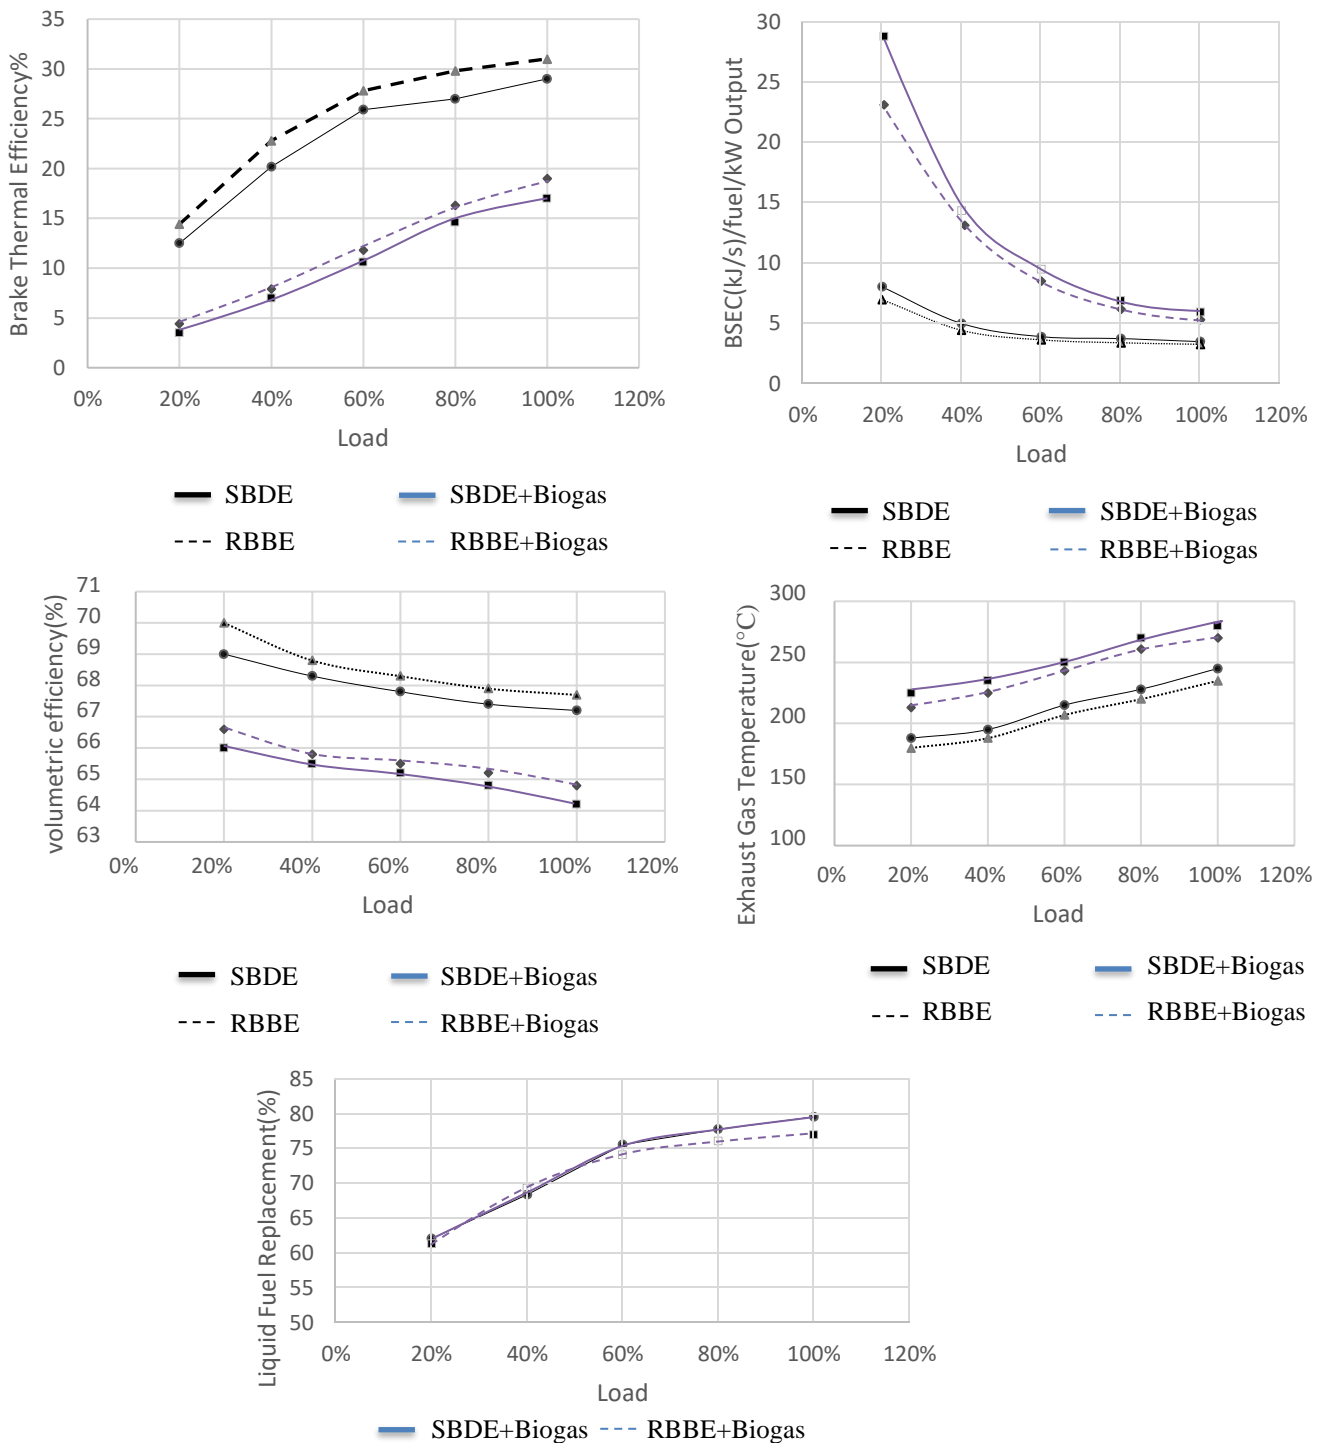 Brake Thermal Efficiency%
35
30
25
20
15
10
5
0
0% 20% 40% 60% 80% 100% 120%
Load
SBDE SBDE+Biogas
RBBE RBBE+Biogas
BSEC(kJ/s)/fuel/kW Output
30
25
20
15
10
5
0
0% 20% 40% 60% 80% 100% 120%
Load
SBDE SBDE+Biogas
RBBE RBBE+Biogas
volumetric efficiency(%)
71
70
69
68
67
66
65
64
63
0% 20% 40% 60% 80% 100% 120%
Load
SBDE SBDE+Biogas
RBBE RBBE+Biogas
Exhaust Gas Temperature(°C)
300
250
200
150
100
0% 20% 40% 60% 80% 100% 120%
Load
SBDE SBDE+Biogas
RBBE RBBE+Biogas
Liquid Fuel Replacement(%)
85
80
75
70
65
60
55
50
0% 20% 40% 60% 80% 100% 120%
Load
SBDE+Biogas RBBE+Biogas